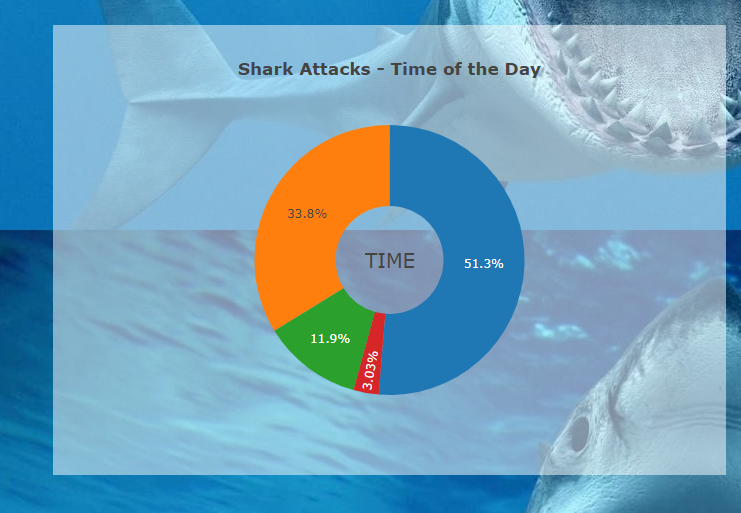 Shark Attacks - Time of the Day
33.8%
TIME
51.3%
11.9%
3.03%